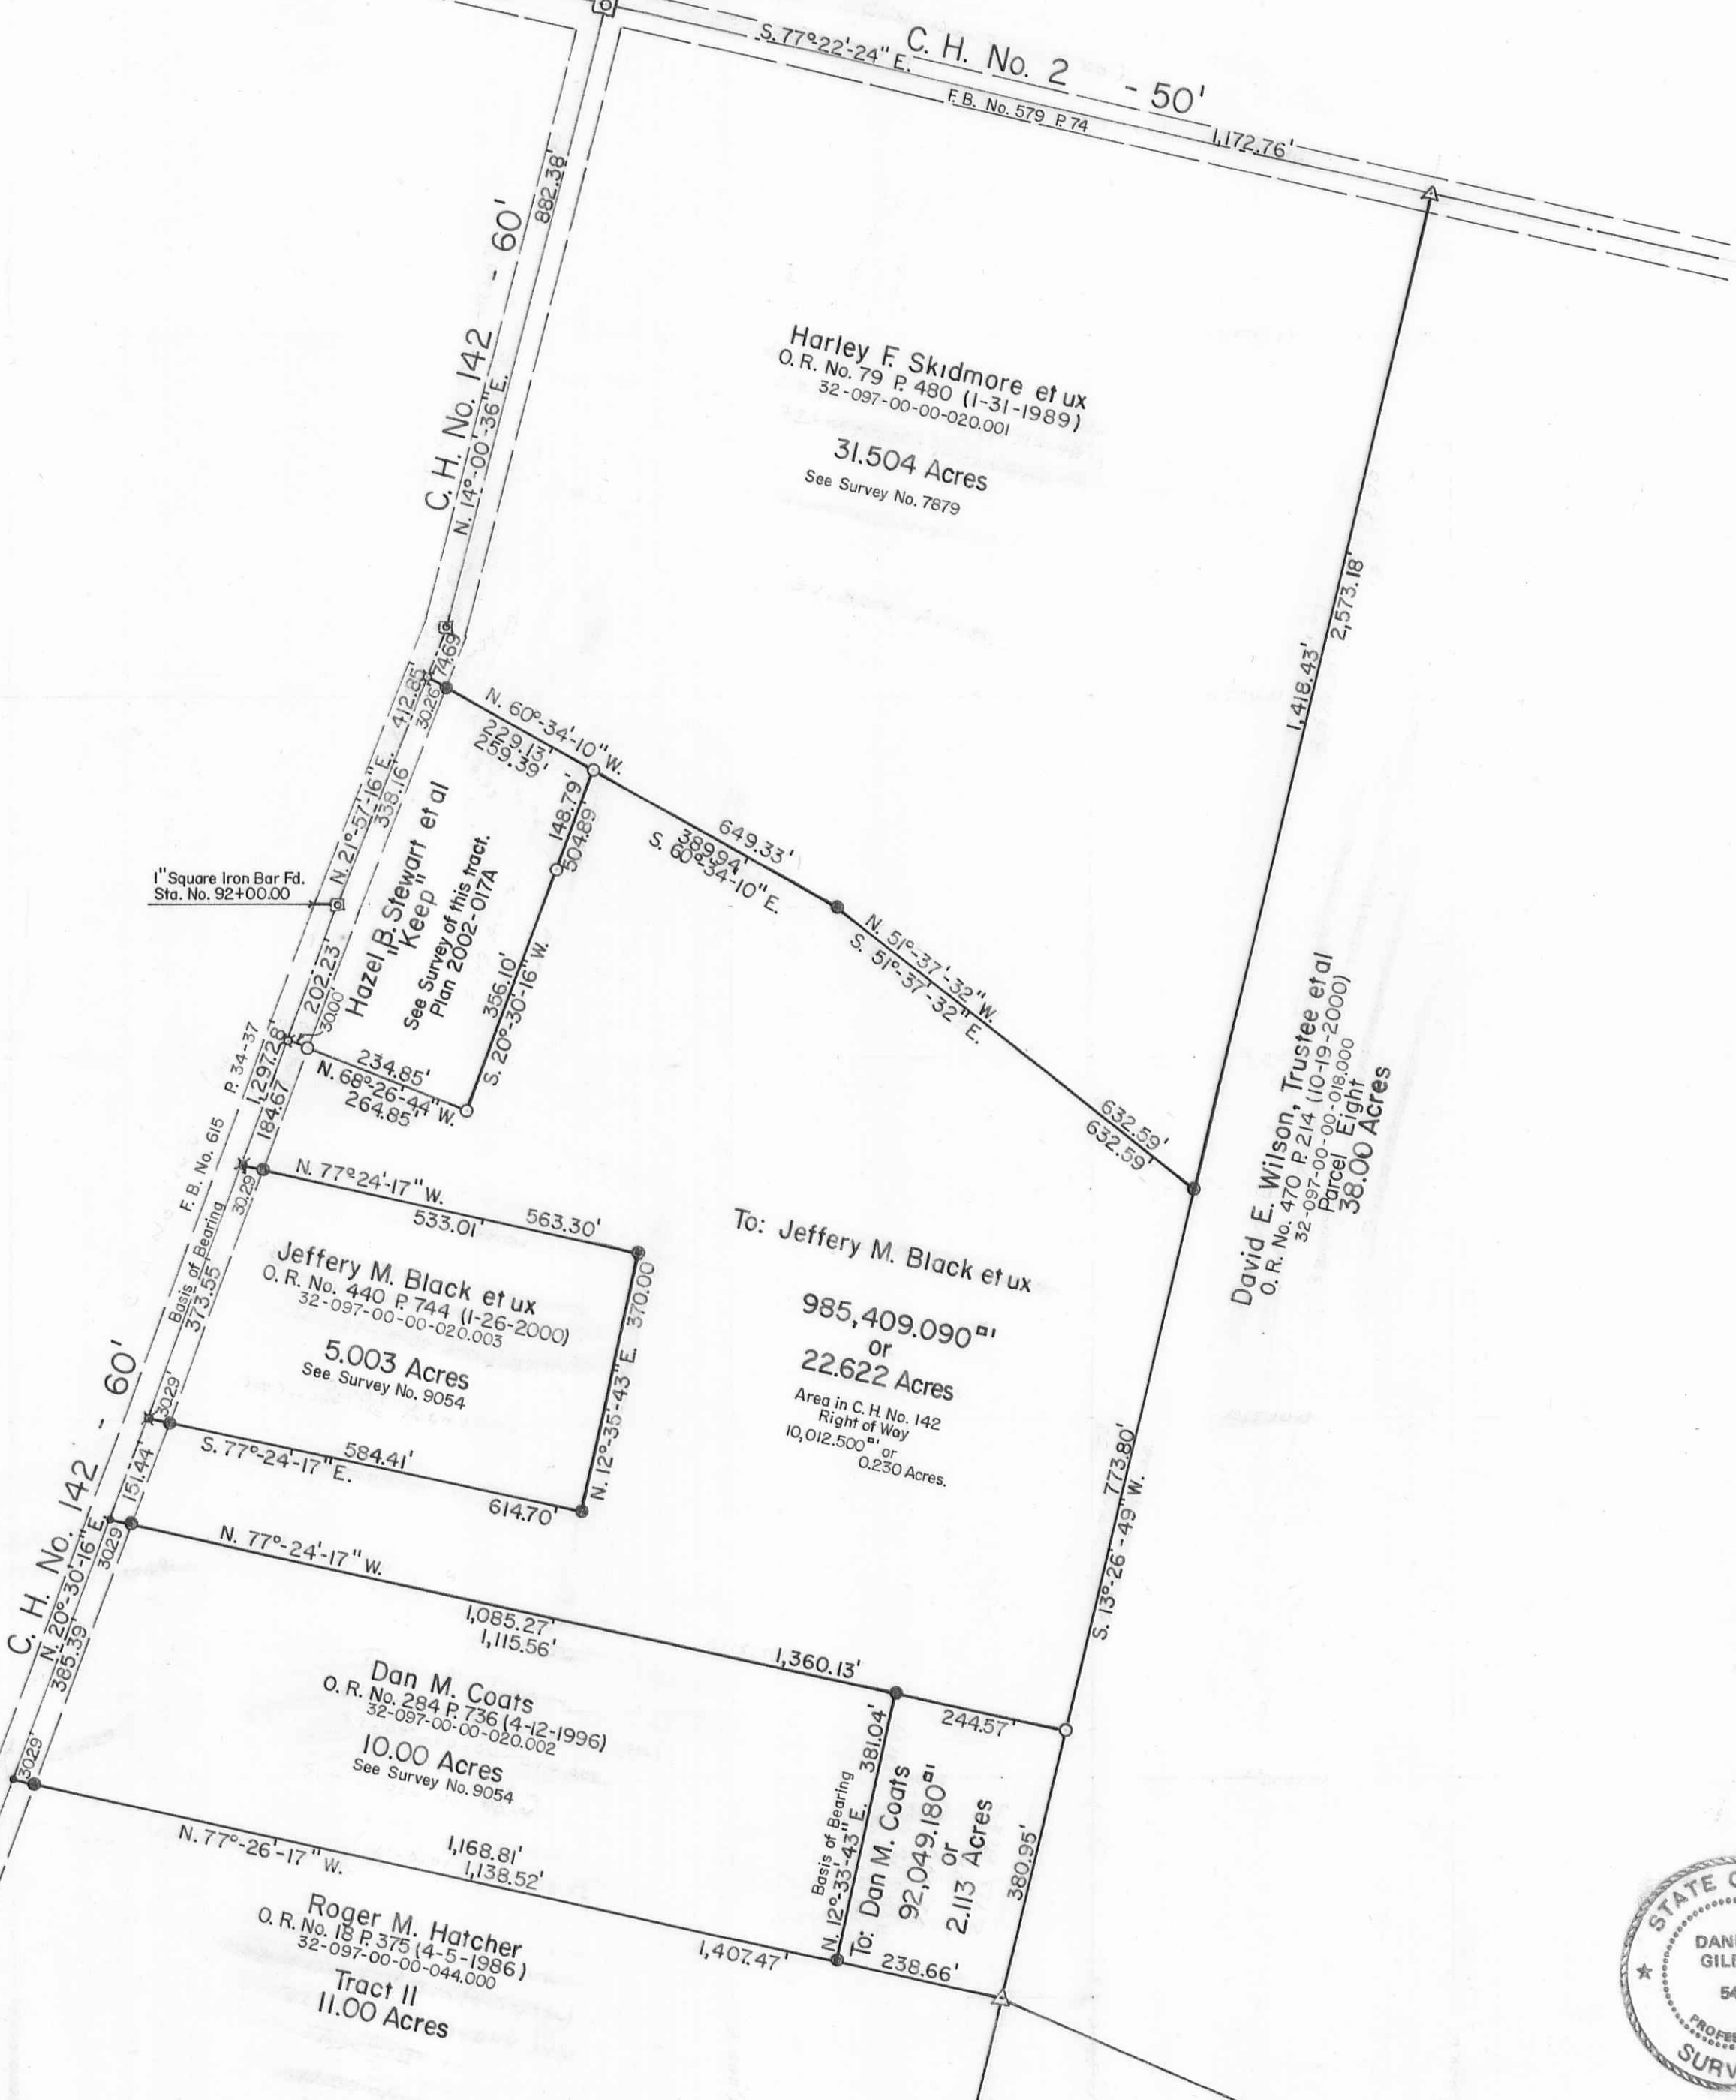 S. 77°-22'-24" E.
C. H. No. 2 - 50'
F.B. No. 579 P. 74
1,172.76'
C. H. No. 142 - 60'
882.38'
N. 14°-00'-36" E.
Harley F. Skidmore et ux
O. R. No. 79 P. 480 (1-31-1989)
32-097-00-00-020.001
31.504 Acres
See Survey No. 7879
2,573.18'
1,418.43'
74.69'
412.85'
30.26'
N. 60°-34'-10" W.
229.13'
259.39'
N. 21°-57'-16" E.
338.16'
148.79'
504.89'
649.33'
389.94'
S. 60°-34'-10" E.
Hazel B. Stewart et al
"Keep"
See Survey of this tract.
Plan 2002-017A
1" Square Iron Bar Fd.
Sta. No. 92+00.00
N. 51°-37'-32" W.
S. 51°-37'-32" E.
202.23'
30.00'
356.10'
S. 20°-30'-16" W.
234.85'
N. 68°-26'-44" W.
264.85'
632.59'
632.59'
F. B. No. 615 P. 34-37
1,297.28'
184.67'
David E. Wilson, Trustee et al
O. R. No. 470 P. 214 (10-19-2000)
32-097-00-00-018.000
Parcel Eight
38.00 Acres
30.29'
N. 77°24'-17" W.
533.01'
563.30'
Basis of Bearing
373.55'
Jeffery M. Black et ux
O. R. No. 440 P. 744 (1-26-2000)
32-097-00-00-020.003
5.003 Acres
See Survey No. 9054
370.00'
N. 12°-35'-43" E.
To: Jeffery M. Black et ux
985,409.090□'
or
22.622 Acres
Area in C. H. No. 142
Right of Way
10,012.500□' or
0.230 Acres.
C. H. No. 142 - 60'
30.29'
S. 77°-24'-17" E.
584.41'
614.70'
151.44'
773.80'
S. 13°-26'-49" W.
N. 20°-30'-16" E.
30.29
385.39'
N. 77°-24'-17" W.
1,085.27'
1,115.56'
1,360.13'
244.57'
Dan M. Coats
O. R. No. 284 P. 736 (4-12-1996)
32-097-00-00-020.002
10.00 Acres
See Survey No. 9054
Basis of Bearing
N. 12°-33'-43" E. 381.04'
To: Dan M. Coats
92,049.180□'
or
2.113 Acres
380.95'
30.29'
N. 77°-26'-17" W.
1,168.81'
1,138.52'
1,407.47'
238.66'
Roger M. Hatcher
O. R. No. 18 P. 375 (4-5-1986)
32-097-00-00-044.000
Tract II
11.00 Acres
STATE